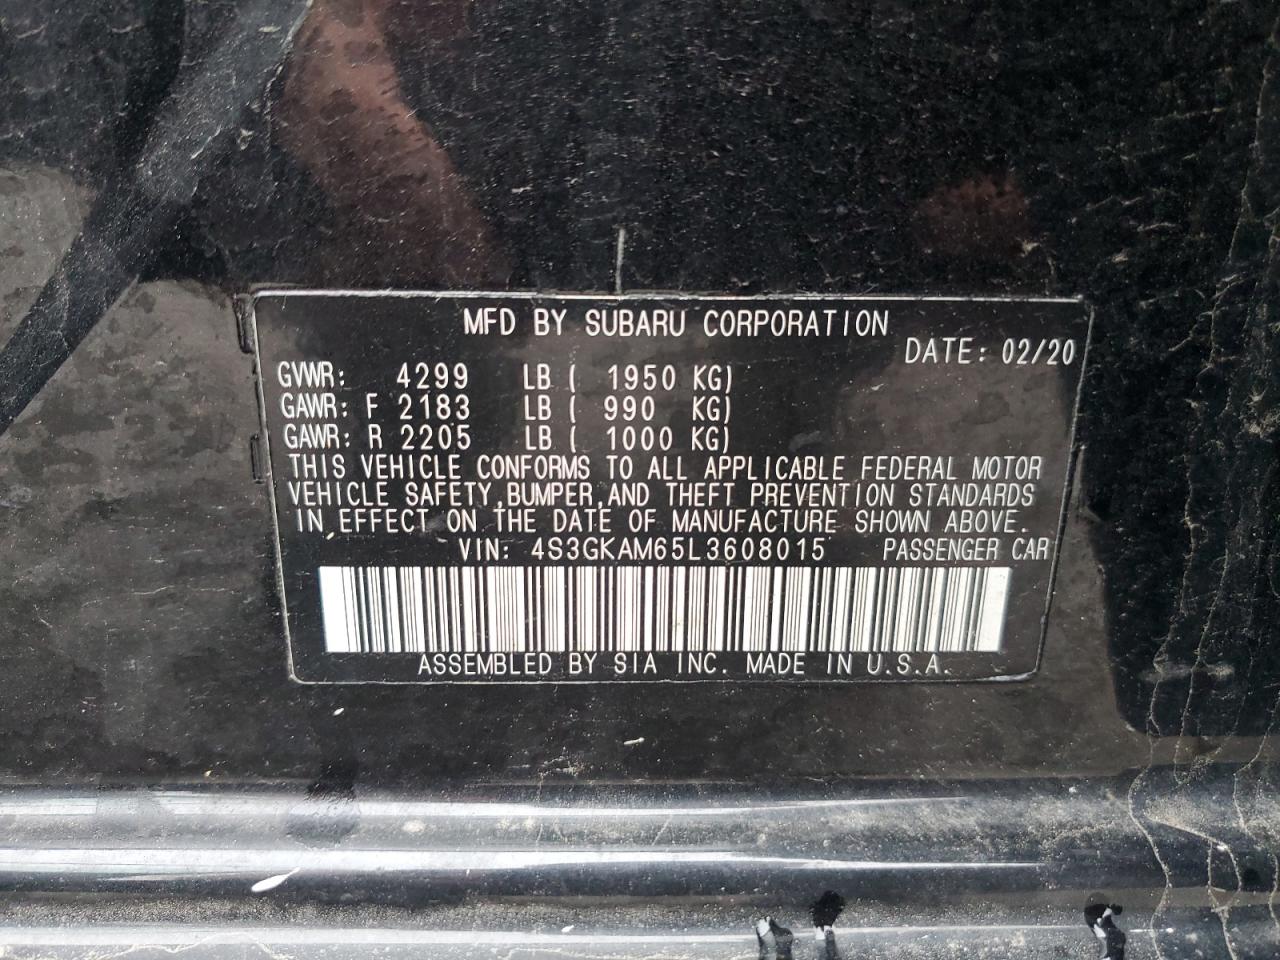 MFD BY SUBARU CORPORATION
DATE: 02/20
GVWR: 4299 LB ( 1950 KG)
GAWR: F 2183 LB ( 990 KG)
GAWR: R 2205 LB ( 1000 KG)
THIS VEHICLE CONFORMS TO ALL APPLICABLE FEDERAL MOTOR
VEHICLE SAFETY,BUMPER,AND THEFT PREVENTION STANDARDS
IN EFFECT ON THE DATE OF MANUFACTURE SHOWN ABOVE.
VIN: 4S3GKAM65L3608015 PASSENGER CAR
ASSEMBLED BY SIA INC. MADE IN U.S.A.